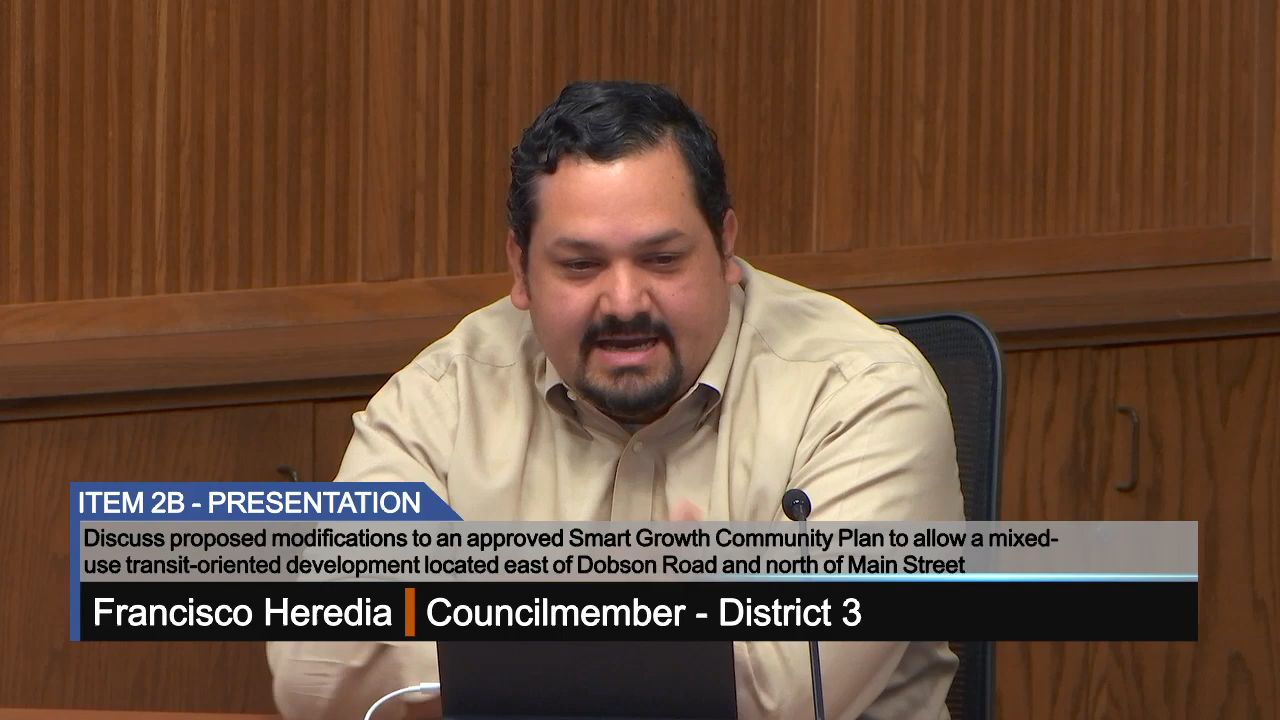 ITEM 2B - PRESENTATION
Discuss proposed modifications to an approved Smart Growth Community Plan to allow a mixed-
use transit-oriented development located east of Dobson Road and north of Main Street
Francisco Heredia Councilmember - District 3